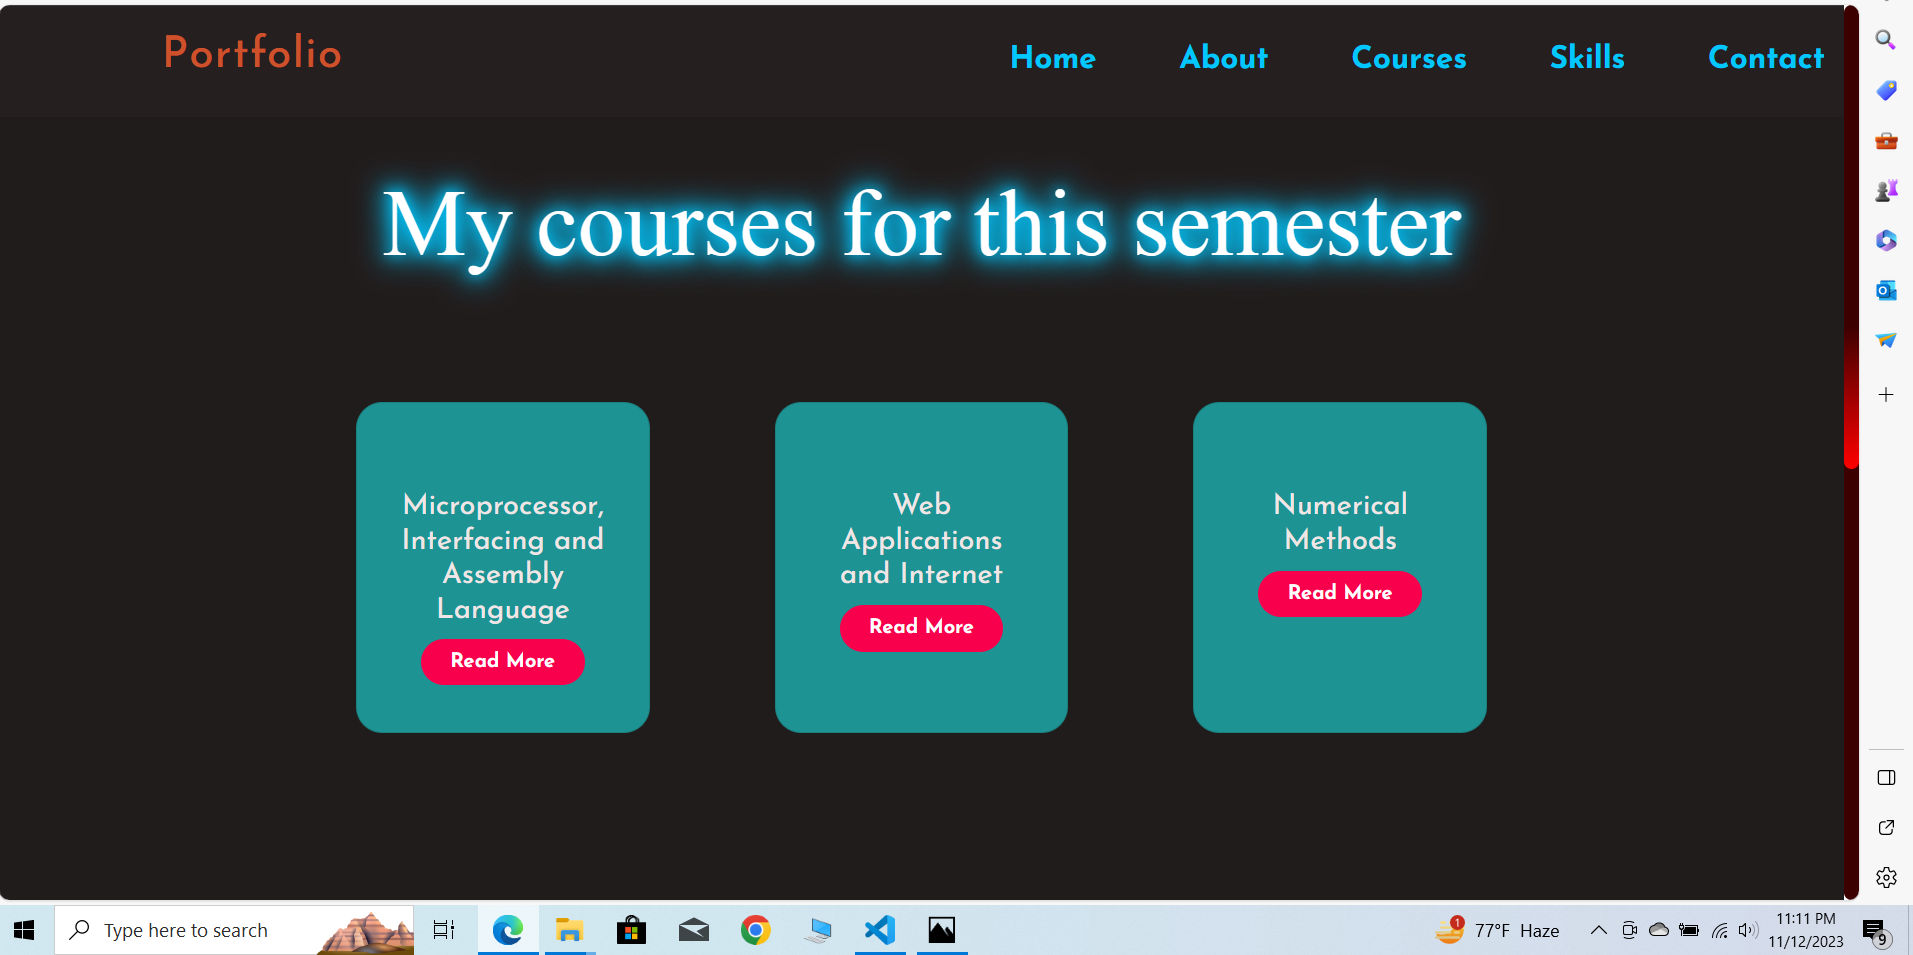 Portfolio
Home About Courses Skills Contact
My courses for this semester
Microprocessor,
Interfacing and
Assembly
Language
Read More
Web
Applications
and Internet
Read More
Numerical
Methods
Read More
Type here to search
1
77°F Haze
11:11 PM
11/12/2023
9